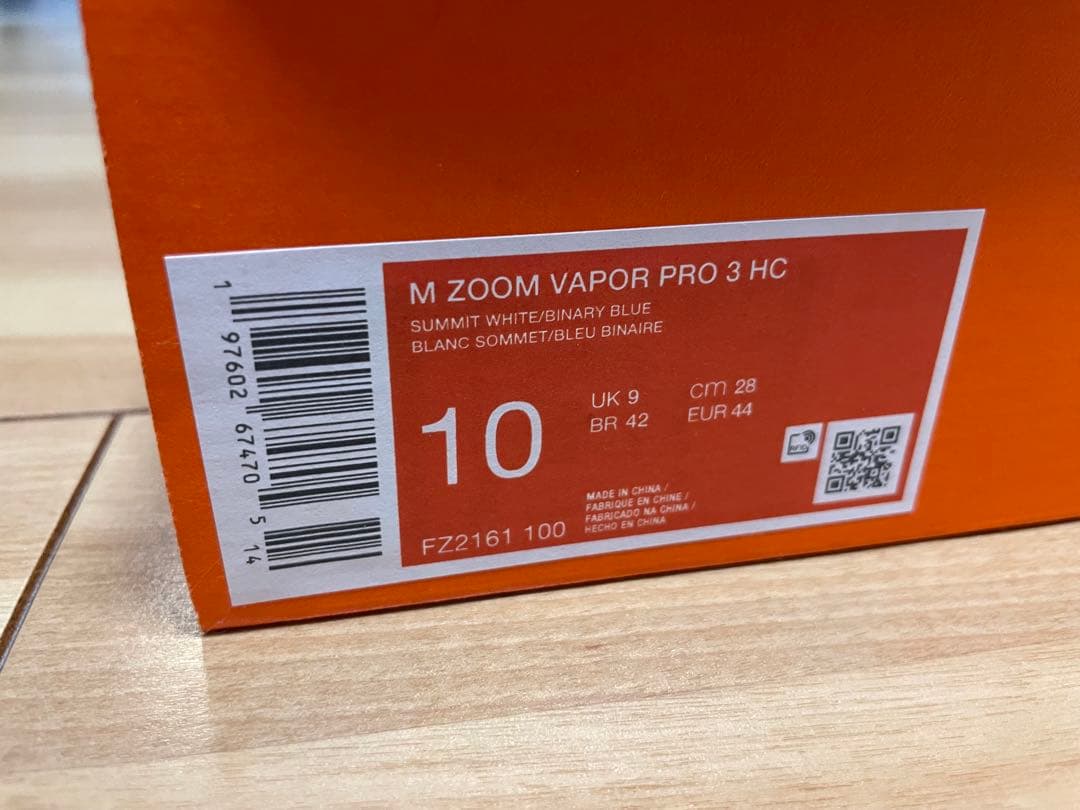 M ZOOM VAPOR PRO 3 HC
SUMMIT WHITE/BINARY BLUE
BLANC SOMMET/BLEU BINAIRE
10
UK 9 cm 28
BR 42 EUR 44
RFID
MADE IN CHINA /
FABRIQUE EN CHINE /
FABRICADO NA CHINA /
HECHO EN CHINA
FZ2161 100
1 97602 67470 5 14